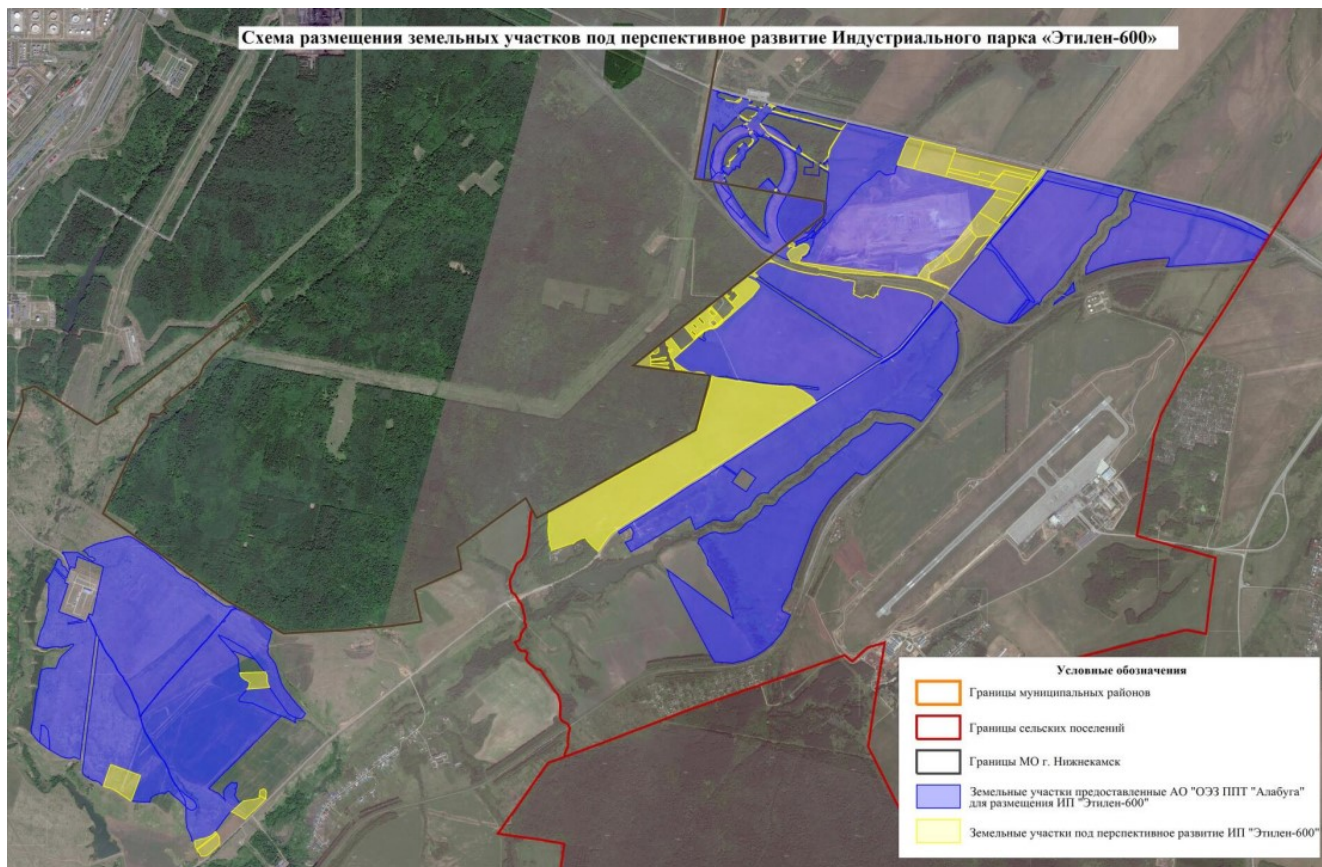 Схема размещения земельных участков под перспективное развитие Индустриального парка «Этилен-600»
Условные обозначения
Границы муниципальных районов
Границы сельских поселений
Границы МО г. Нижнекамск
Земельные участки предоставленные АО "ОЭЗ ППТ "Алабуга"
для размещения ИП "Этилен-600"
Земельные участки под перспективное развитие ИП "Этилен-600"